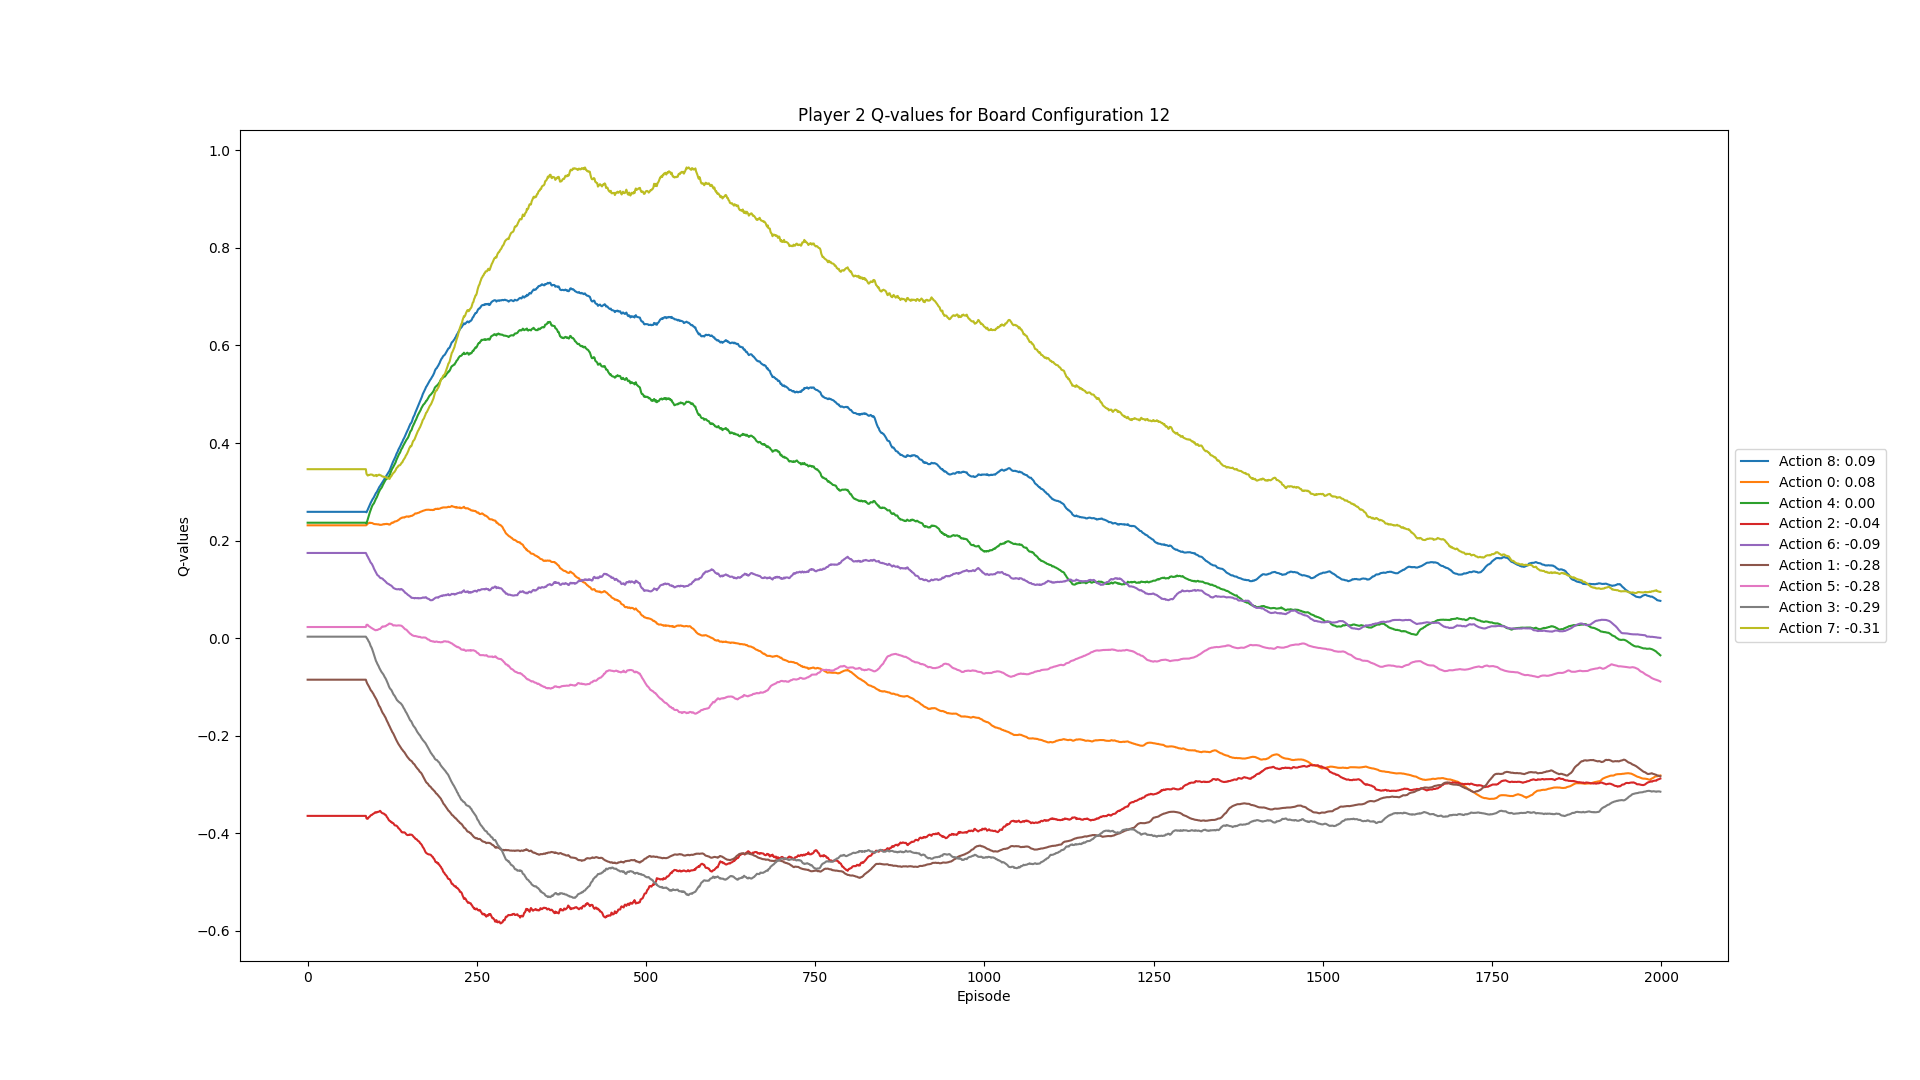 Player 2 Q-values for Board Configuration 12
1.0
0.8
0.6
0.4
0.2
0.0
−0.2
−0.4
−0.6
Q-values
0
250
500
750
1000
1250
1500
1750
2000
Episode
Action 8: 0.09
Action 0: 0.08
Action 4: 0.00
Action 2: -0.04
Action 6: -0.09
Action 1: -0.28
Action 5: -0.28
Action 3: -0.29
Action 7: -0.31